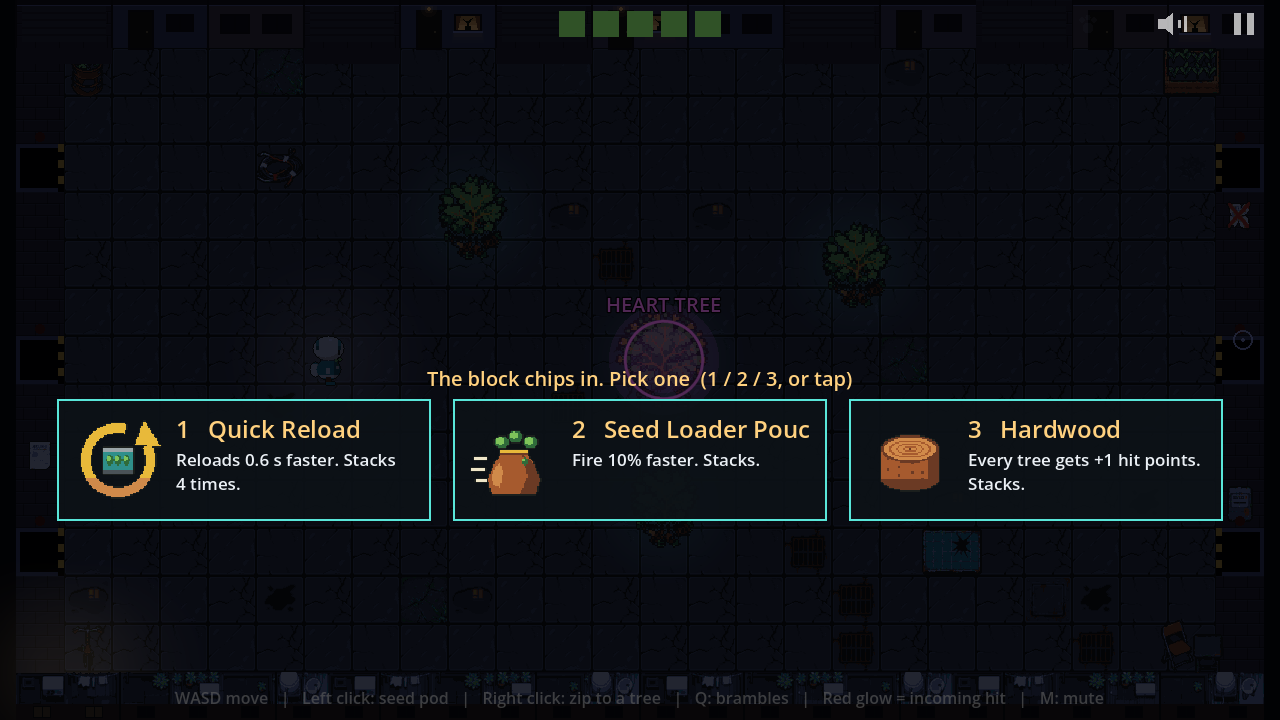 HEART TREE
The block chips in. Pick one (1 / 2 / 3, or tap)
1 Quick Reload
Reloads 0.6 s faster. Stacks
4 times.
2 Seed Loader Pouc
Fire 10% faster. Stacks.
3 Hardwood
Every tree gets +1 hit points.
Stacks.
WASD move | Left click: seed pod | Right click: zip to a tree | Q: brambles | Red glow = incoming hit | M: mute